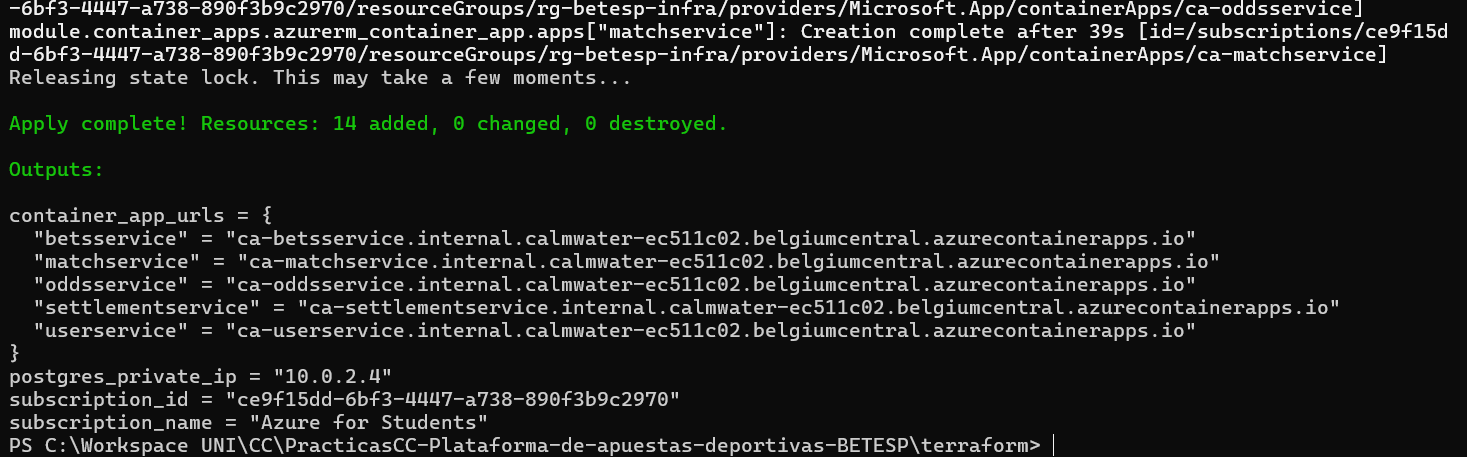 -6bf3-4447-a738-890f3b9c2970/resourceGroups/rg-betesp-infra/providers/Microsoft.App/containerApps/ca-oddsservice]
module.container_apps.azurerm_container_app.apps["matchservice"]: Creation complete after 39s [id=/subscriptions/ce9f15d
d-6bf3-4447-a738-890f3b9c2970/resourceGroups/rg-betesp-infra/providers/Microsoft.App/containerApps/ca-matchservice]
Releasing state lock. This may take a few moments...
Apply complete! Resources: 14 added, 0 changed, 0 destroyed.
Outputs:
container_app_urls = {
  "betsservice" = "ca-betsservice.internal.calmwater-ec511c02.belgiumcentral.azurecontainerapps.io"
  "matchservice" = "ca-matchservice.internal.calmwater-ec511c02.belgiumcentral.azurecontainerapps.io"
  "oddsservice" = "ca-oddsservice.internal.calmwater-ec511c02.belgiumcentral.azurecontainerapps.io"
  "settlementservice" = "ca-settlementservice.internal.calmwater-ec511c02.belgiumcentral.azurecontainerapps.io"
  "userservice" = "ca-userservice.internal.calmwater-ec511c02.belgiumcentral.azurecontainerapps.io"
}
postgres_private_ip = "10.0.2.4"
subscription_id = "ce9f15dd-6bf3-4447-a738-890f3b9c2970"
subscription_name = "Azure for Students"
PS C:\Workspace UNI\CC\PracticasCC-Plataforma-de-apuestas-deportivas-BETESP\terraform>